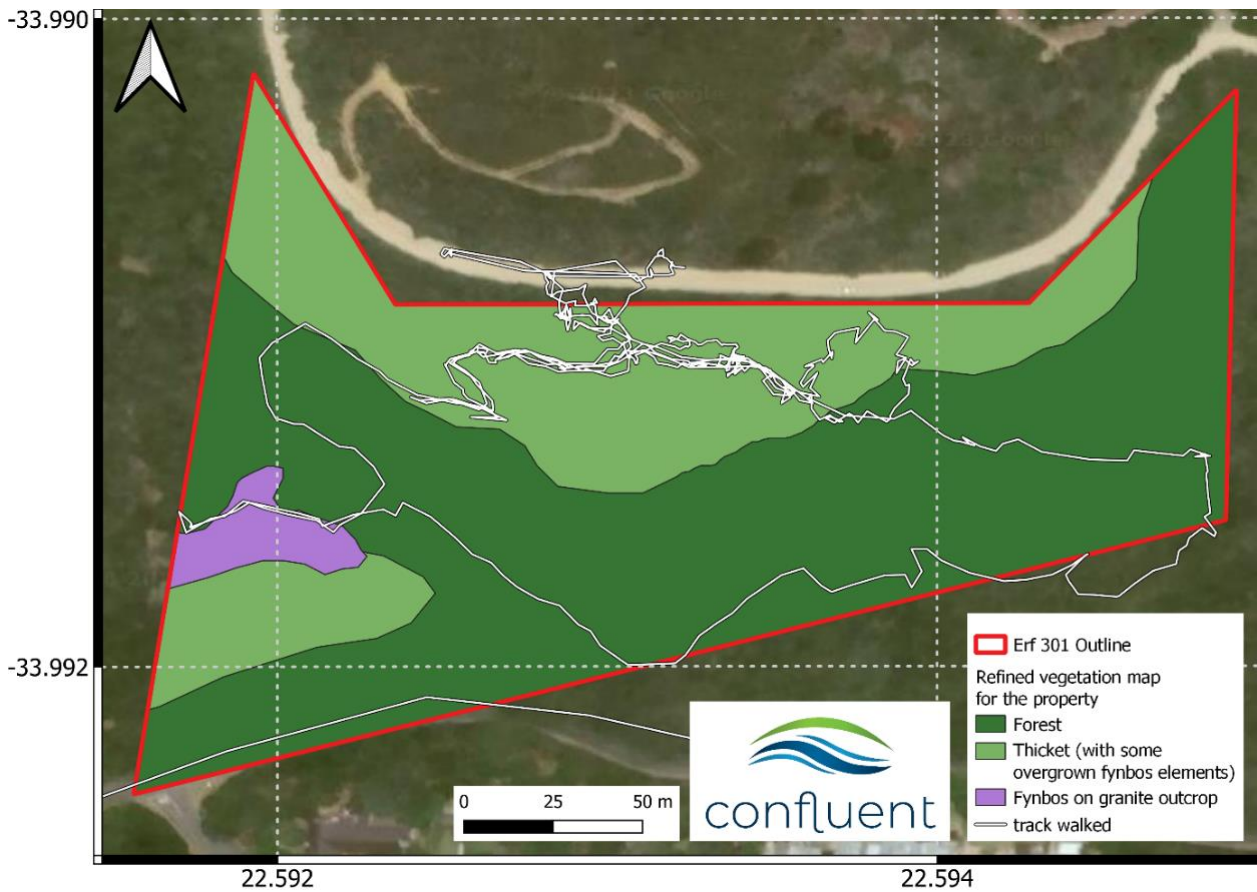 -33.990
-33.992
22.592
22.594
0 25 50 m
confluent
Erf 301 Outline
Refined vegetation map
for the property
Forest
Thicket (with some
overgrown fynbos elements)
Fynbos on granite outcrop
track walked